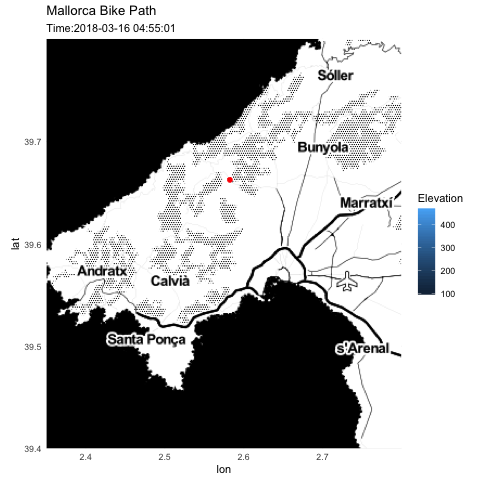 Mallorca Bike Path
Time:2018-03-16 04:55:01
Sóller
39.7
Bunyola
Marratxí
Elevation
400
300
200
100
lat
39.6
Andratx
Calvià
39.5
Santa Ponça
s'Arenal
39.4
2.4
2.5
2.6
2.7
lon